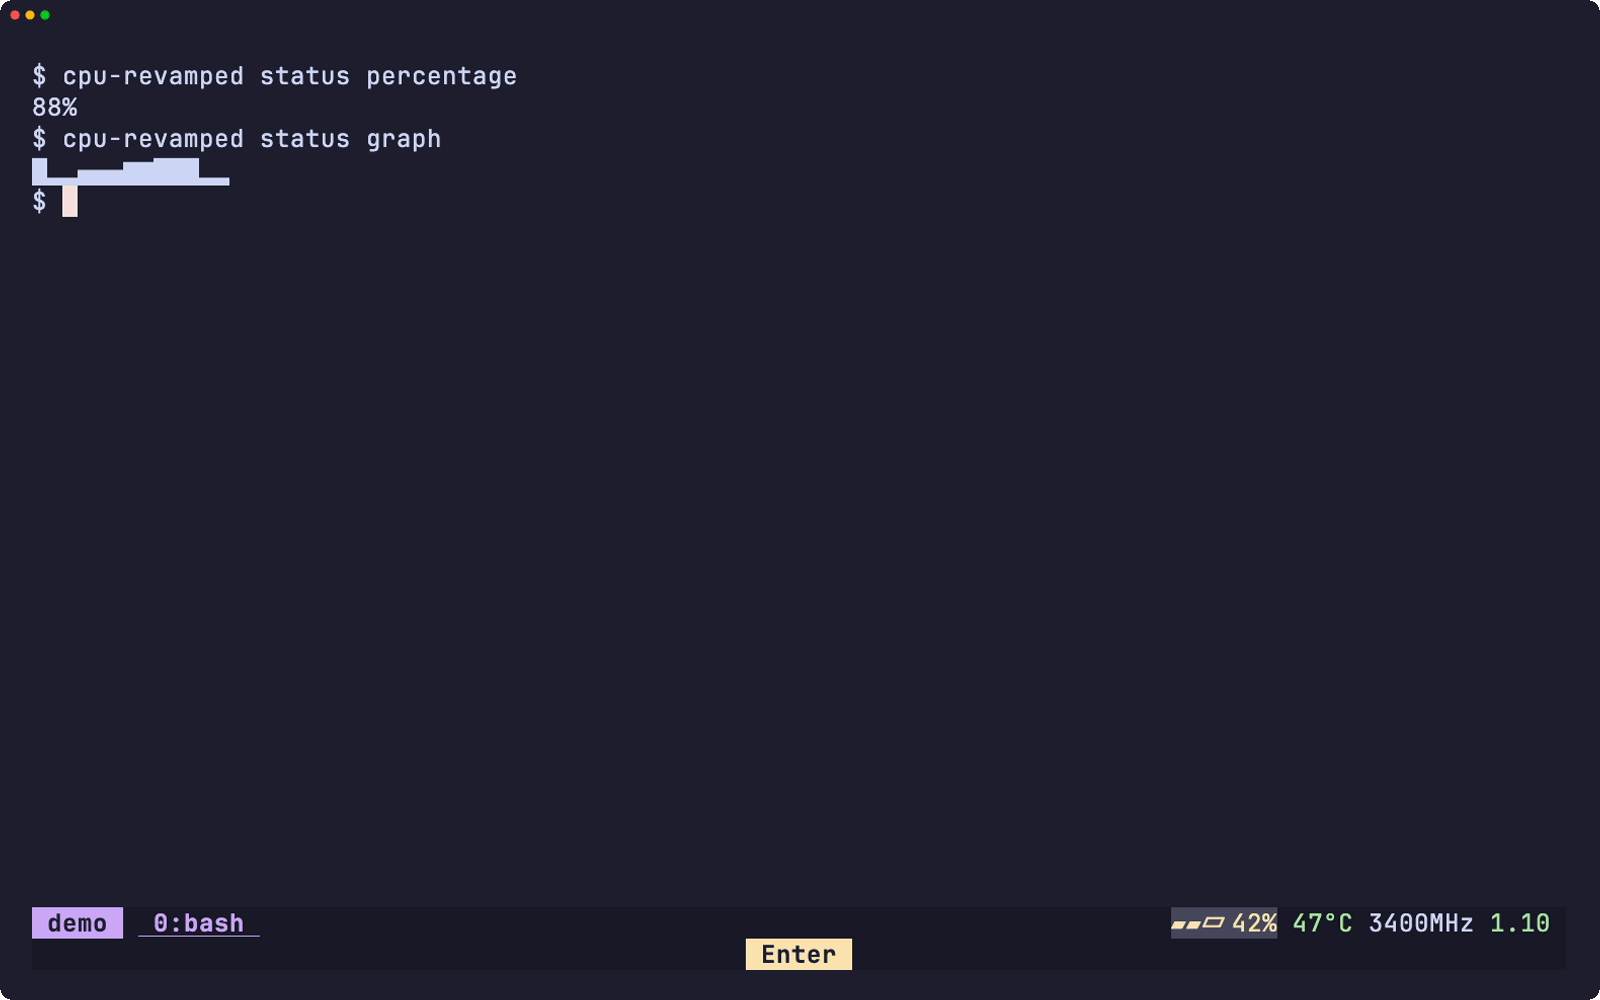 $ cpu-revamped status percentage
88%
$ cpu-revamped status graph
█▁▁▃▃▃▆▆███▁▁
$
demo 0:bash ▰▰▱ 42% 47°C 3400MHz 1.10
Enter